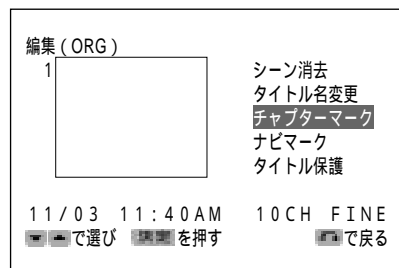 編集(ORG)
1
シーン消去
タイトル名変更
チャプターマーク
ナビマーク
タイトル保護
11/03 11:40AM 10CH FINE
で選び 決定 を押す で戻る